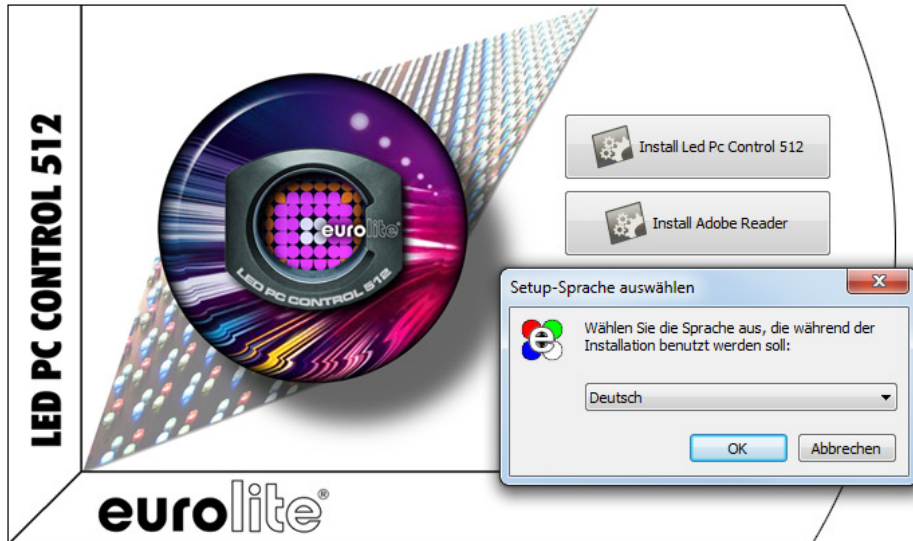 LED PC CONTROL 512
eurolite
LED PC CONTROL 512
Install Led Pc Control 512
Install Adobe Reader
Setup-Sprache auswählen
Wählen Sie die Sprache aus, die während der
Installation benutzt werden soll:
Deutsch
OK
Abbrechen
eurolite®